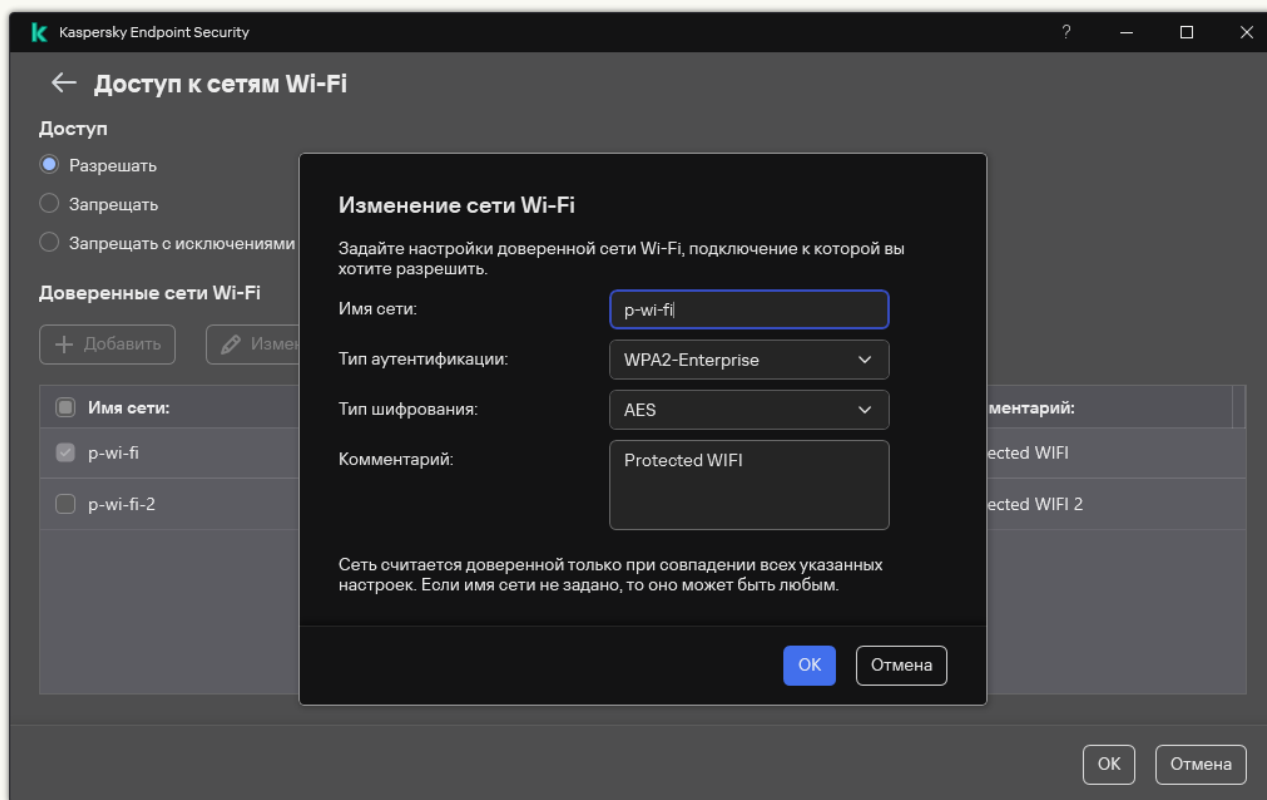 Kaspersky Endpoint Security
?
Доступ к сетям Wi-Fi
Доступ
Разрешать
Запрещать
Запрещать с исключениями
Доверенные сети Wi-Fi
Добавить
Имя сети:
p-wi-fi
p-wi-fi-2
Protected WIFI
Изменение сети Wi-Fi
Задайте настройки доверенной сети Wi-Fi, подключение к которой вы
хотите разрешить.
Имя сети: p-wi-fi
Тип аутентификации: WPA2-Enterprise
Тип шифрования: AES
Комментарий: Protected WIFI
Сеть считается доверенной только при совпадении всех указанных
настроек. Если имя сети не задано, то оно может быть любым.
OK Отмена
OK Отмена